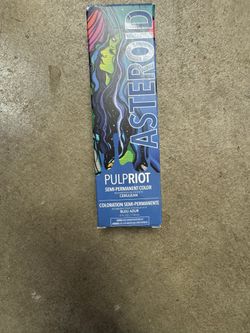 ASTEROID
PULPRIOT
SEMI-PERMANENT COLOR
CERULEAN
COLORATION SEMI-PERMANENTE
BLEU AZUR